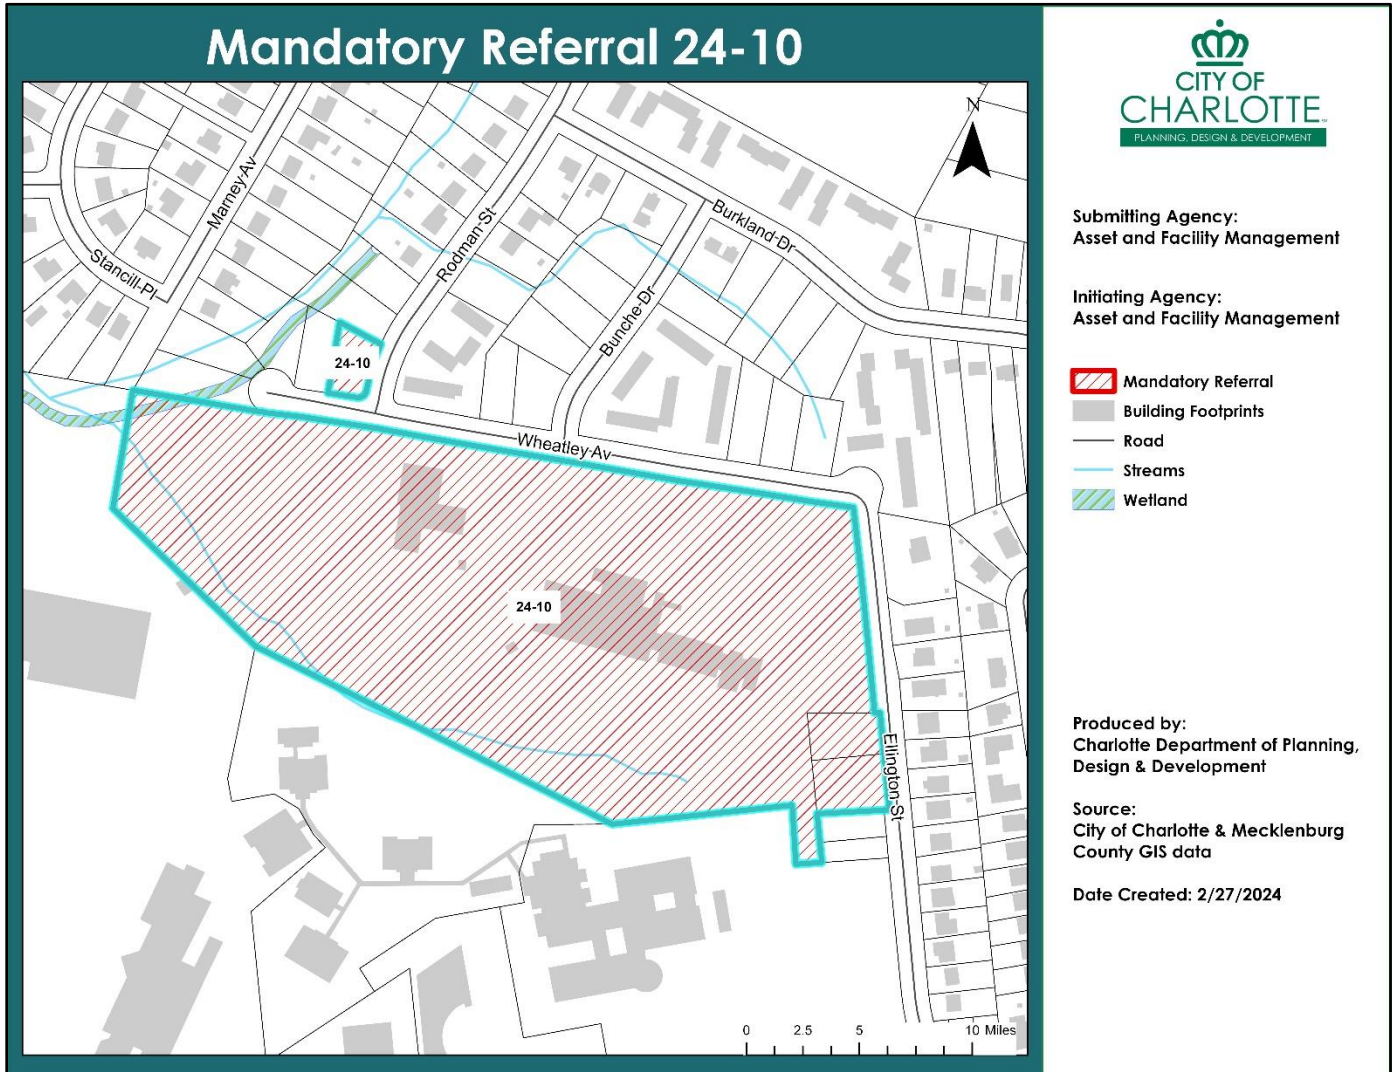 Mandatory Referral 24-10
N
Marney Av
Stancill Pl
Rodman St
Burkland Dr
Bunche Dr
24-10
Wheatley Av
24-10
Ellington St
0 2.5 5 10 Miles
CITY OF
CHARLOTTE
PLANNING, DESIGN & DEVELOPMENT
Submitting Agency:
Asset and Facility Management
Initiating Agency:
Asset and Facility Management
Mandatory Referral
Building Footprints
Road
Streams
Wetland
Produced by:
Charlotte Department of Planning,
Design & Development
Source:
City of Charlotte & Mecklenburg
County GIS data
Date Created: 2/27/2024